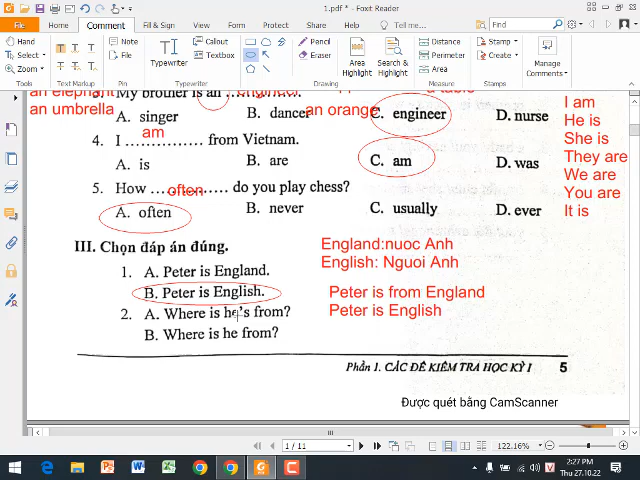 1.pdf * - Foxit Reader
File Home Comment Fill & Sign View Form Protect Share Help Tell me... Find
Hand
Select
Zoom
Text Markup
Note
File
Typewriter
Callout
Textbox
Typewriter
Drawing
Pencil
Eraser
Area Highlight
Search & Highlight
Distance
Perimeter
Area
Measure
Stamp
Create
Manage Comments
an elephant
3. My brother is an
an umbrella
A. singer
B. dancer
an orange
C. engineer
D. nurse
am
4. I ................ from Vietnam.
A. is
B. are
C. am
D. was
often
5. How ................ do you play chess?
A. often
B. never
C. usually
D. ever
I am
He is
She is
They are
We are
You are
It is
III. Chọn đáp án đúng.
1. A. Peter is England.
B. Peter is English.
2. A. Where is he's from?
B. Where is he from?
England:nuoc Anh
English: Nguoi Anh
Peter is from England
Peter is English
Phần 1. CÁC ĐỀ KIỂM TRA HỌC KỲ I 5
Được quét bằng CamScanner
1 / 11
122.16%
2:27 PM
Thu 27.10.22